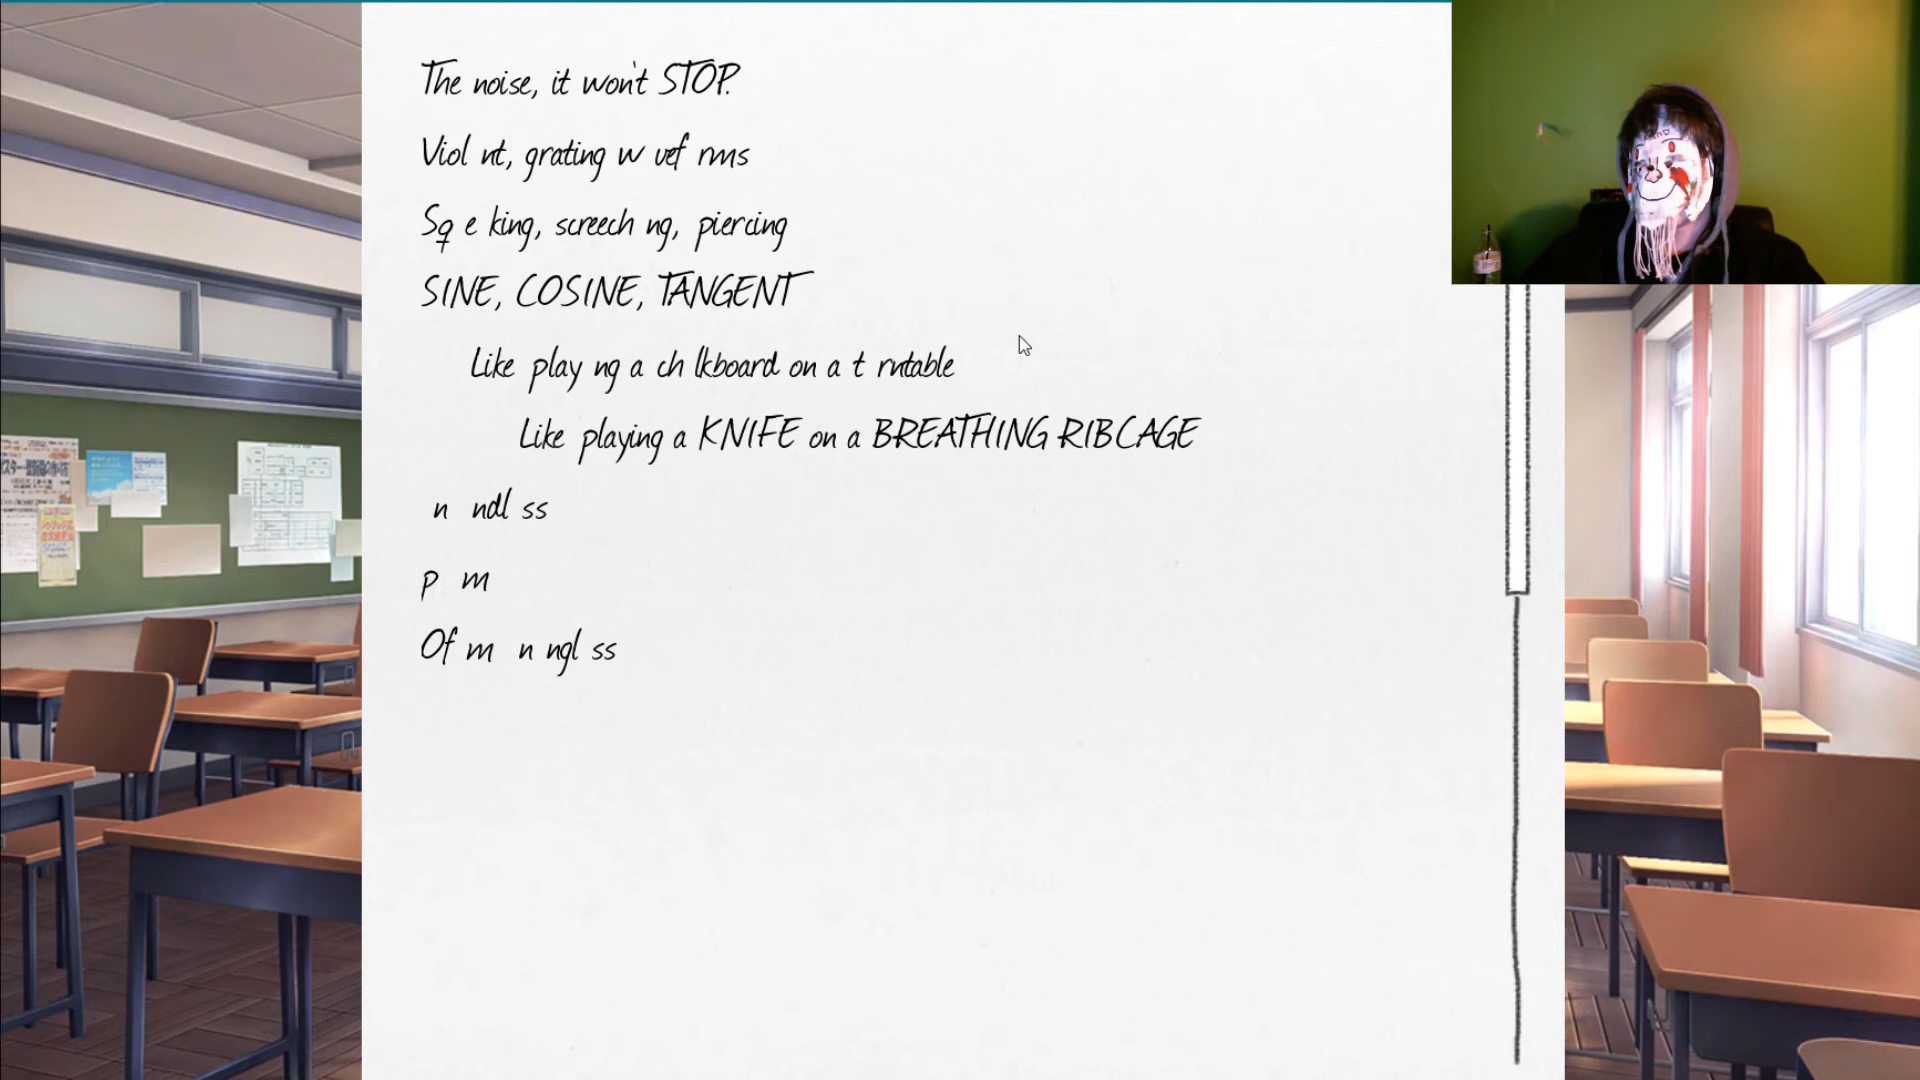 The noise, it won't STOP.
Viol nt, grating w vef rms
Sq e king, screech ng, piercing
SINE, COSINE, TANGENT
Like play ng a ch lkboard on a t rntable
Like playing a KNIFE on a BREATHING RIBCAGE
n ndl ss
p m
Of m n ngl ss